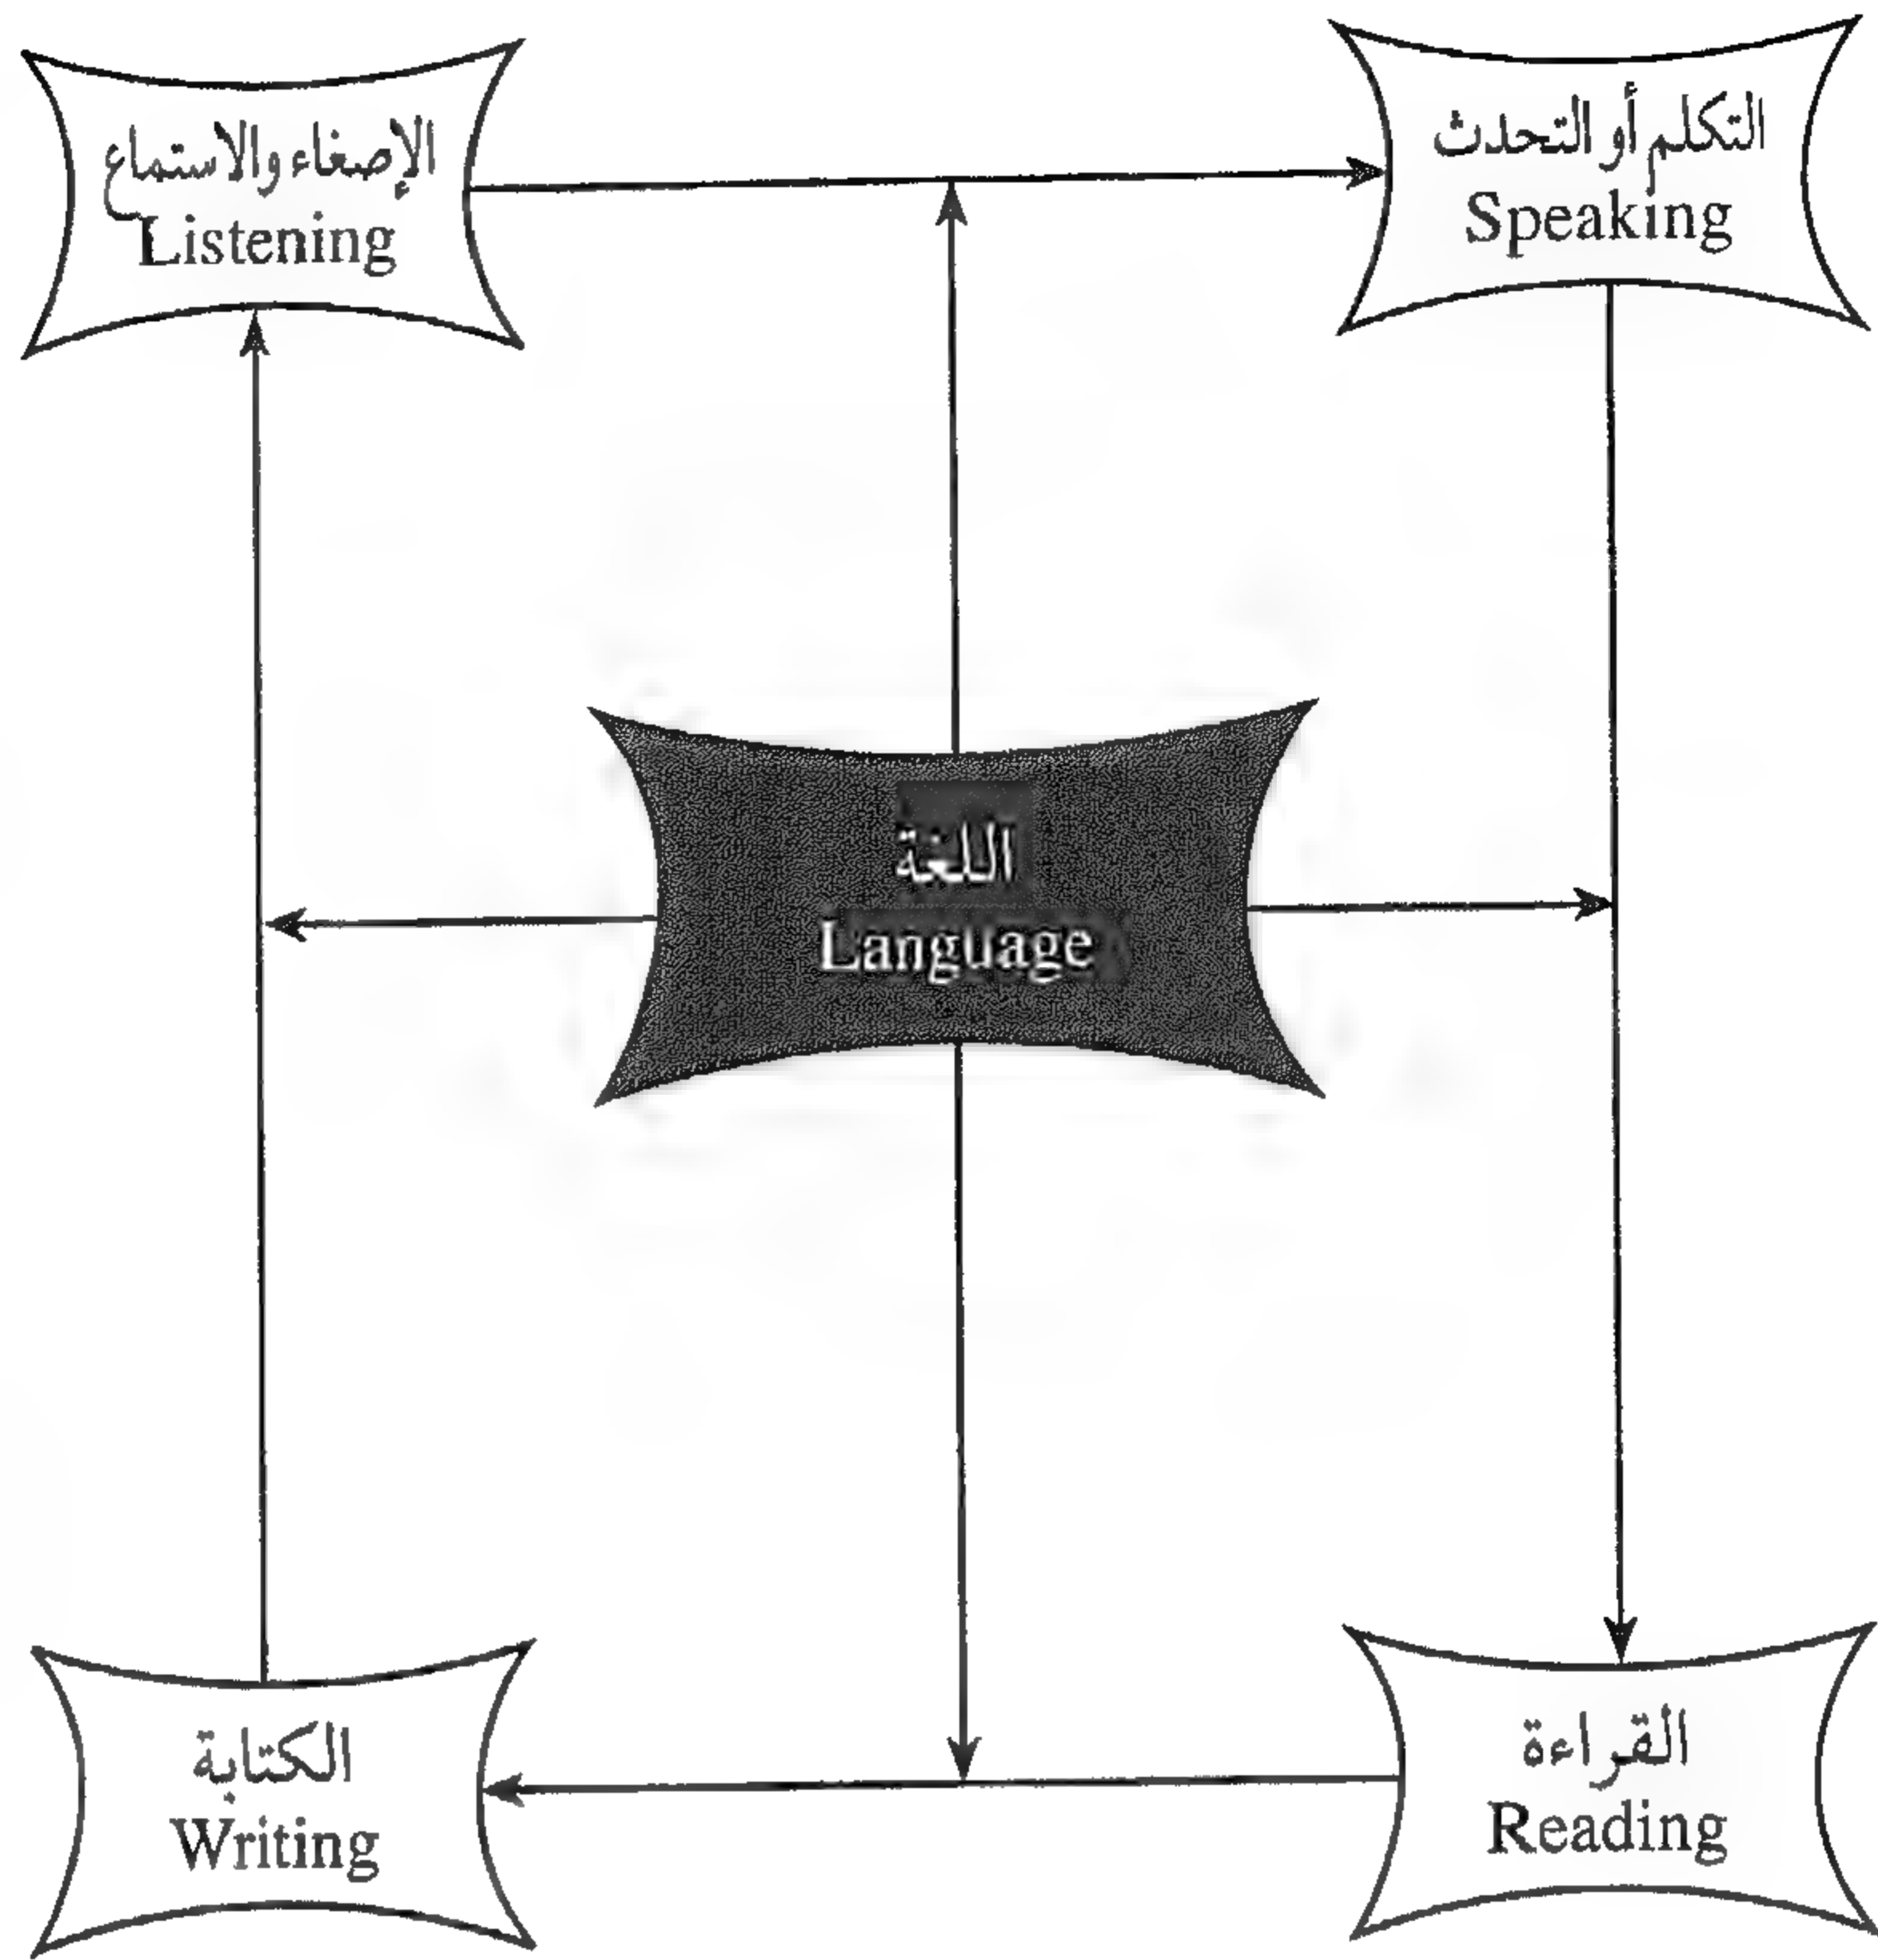 الإصغاء والاستماع
Listening
التكلم أو التحدث
Speaking
اللغة
Language
الكتابة
Writing
القراءة
Reading